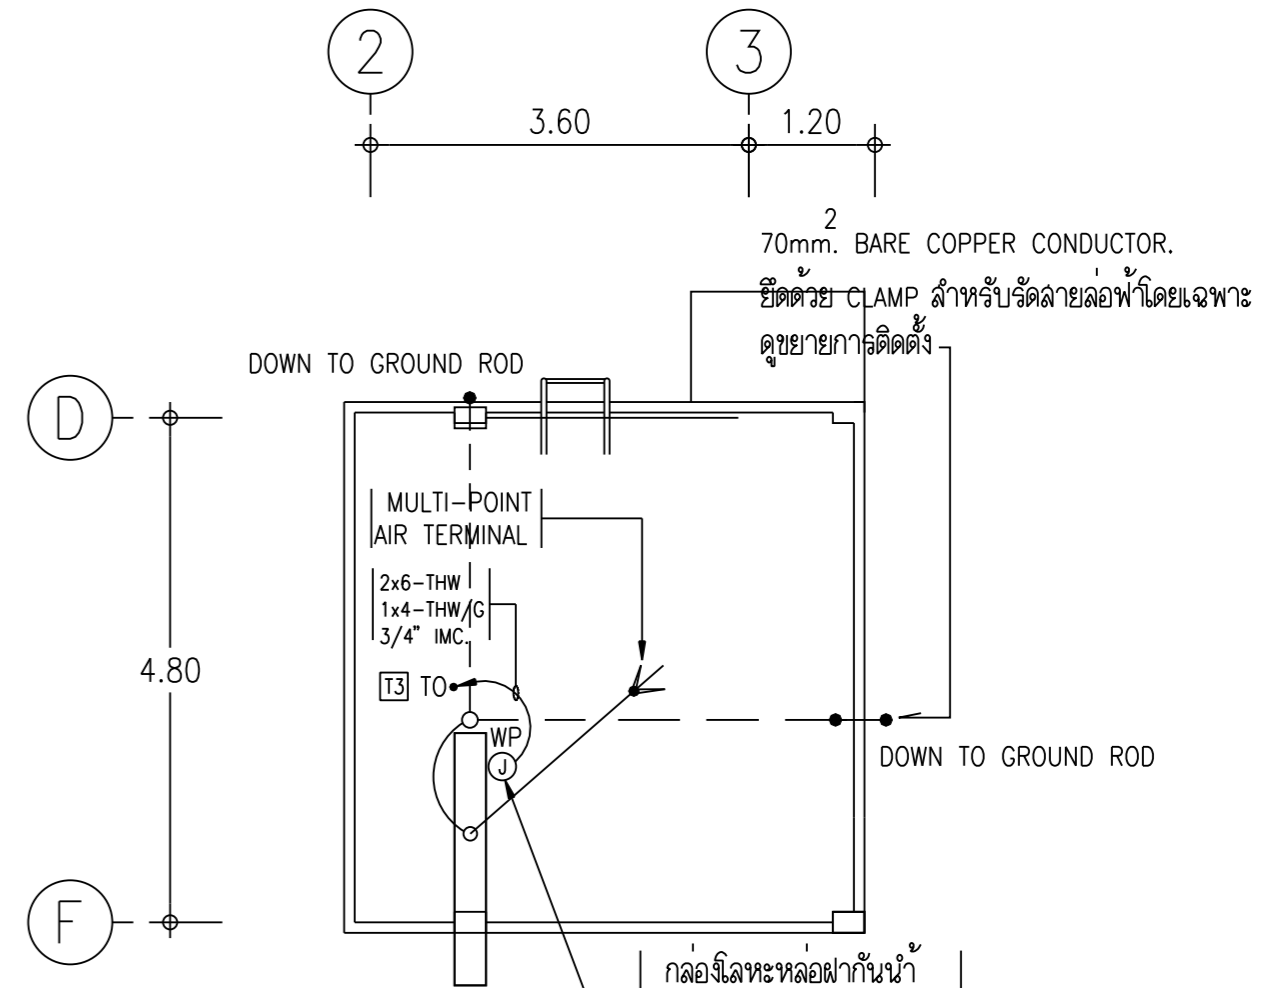 2
3
3.60
1.20
2
70mm. BARE COPPER CONDUCTOR.
ยึดด้วย CLAMP สำหรับรัดสายล่อฟ้าโดยเฉพาะ
ดูขยายการติดตั้ง
DOWN TO GROUND ROD
D
MULTI-POINT
AIR TERMINAL
2x6-THW
1x4-THW/G
3/4" IMC.
4.80
T3 TO
WP
J
DOWN TO GROUND ROD
F
กล่องโลหะหล่อฝากันน้ำ